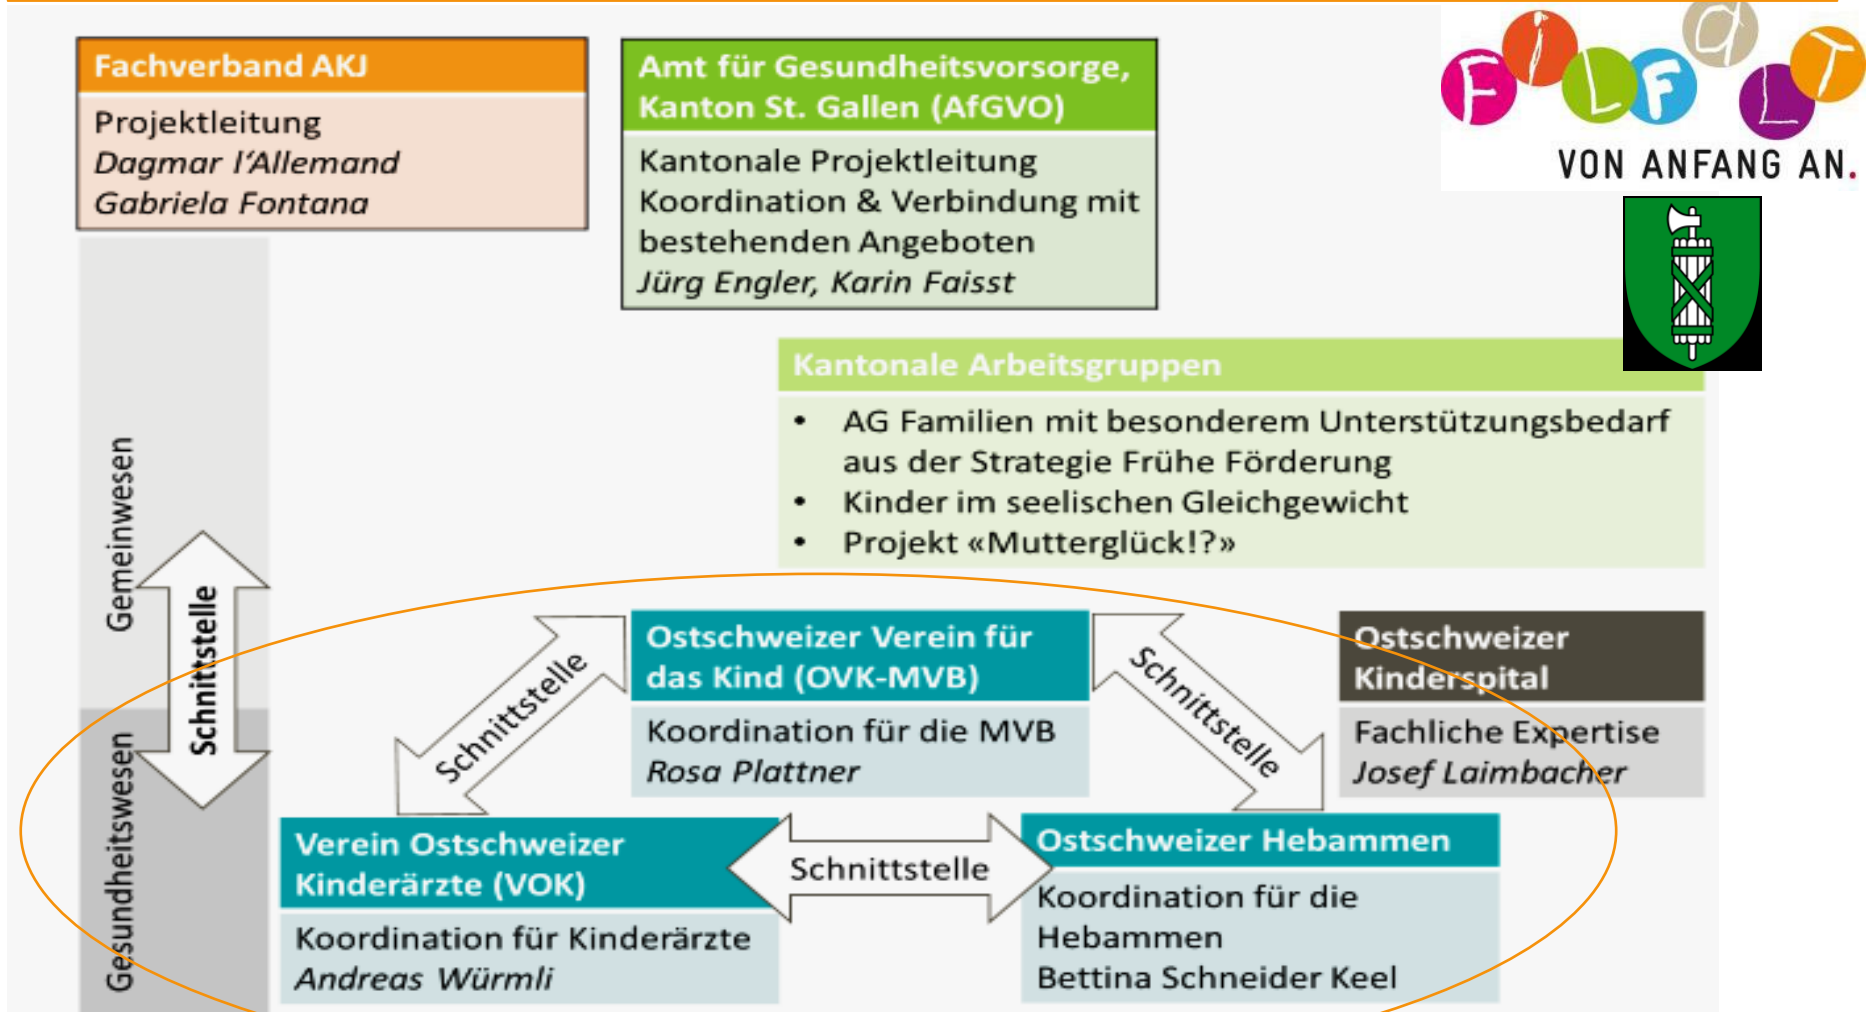 Fachverband AKJ
Projektleitung
Dagmar l'Allemand
Gabriela Fontana
Amt für Gesundheitsvorsorge,
Kanton St. Gallen (AfGVO)
Kantonale Projektleitung
Koordination & Verbindung mit
bestehenden Angeboten
Jürg Engler, Karin Faisst
FiLFaLT
VON ANFANG AN.
Kantonale Arbeitsgruppen
• AG Familien mit besonderem Unterstützungsbedarf
aus der Strategie Frühe Förderung
• Kinder im seelischen Gleichgewicht
• Projekt «Mutterglück!?»
Gemeinwesen
Schnittstelle
Gesundheitswesen
Schnittstelle
Ostschweizer Verein für
das Kind (OVK-MVB)
Koordination für die MVB
Rosa Plattner
Schnittstelle
Ostschweizer
Kinderspital
Fachliche Expertise
Josef Laimbacher
Verein Ostschweizer
Kinderärzte (VOK)
Koordination für Kinderärzte
Andreas Würmli
Schnittstelle
Ostschweizer Hebammen
Koordination für die
Hebammen
Bettina Schneider Keel